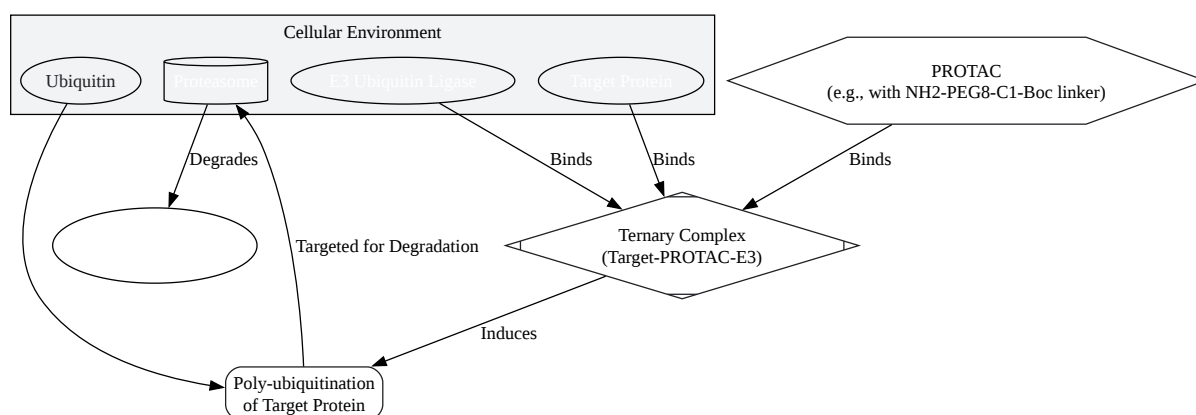 Cellular Environment
Ubiquitin
Proteasome
E3 Ubiquitin Ligase
Target Protein
PROTAC
(e.g., with NH2-PEG8-C1-Boc linker)
Degrades
Binds
Binds
Binds
Ternary Complex
(Target-PROTAC-E3)
Targeted for Degradation
Induces
Poly-ubiquitination
of Target Protein